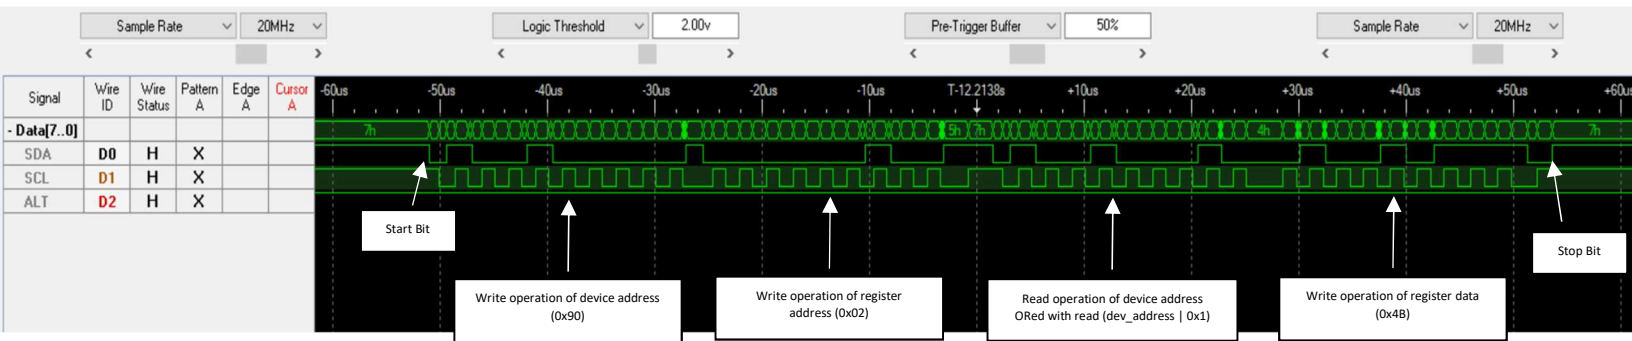 Sample Rate 20MHz Logic Threshold 2.00v Pre-Trigger Buffer 50% Sample Rate 20MHz
Signal Wire ID Wire Status Pattern A Edge A Cursor A -60us -50us -40us -30us -20us -10us T-12.2138s +10us +20us +30us +40us +50us +60us
- Data[7..0] 7h 5h 7h 4h 7h
SDA D0 H X
SCL D1 H X
ALT D2 H X
Start Bit
Stop Bit
Write operation of device address
(0x90)
Write operation of register
address (0x02)
Read operation of device address
ORed with read (dev_address | 0x1)
Write operation of register data
(0x4B)